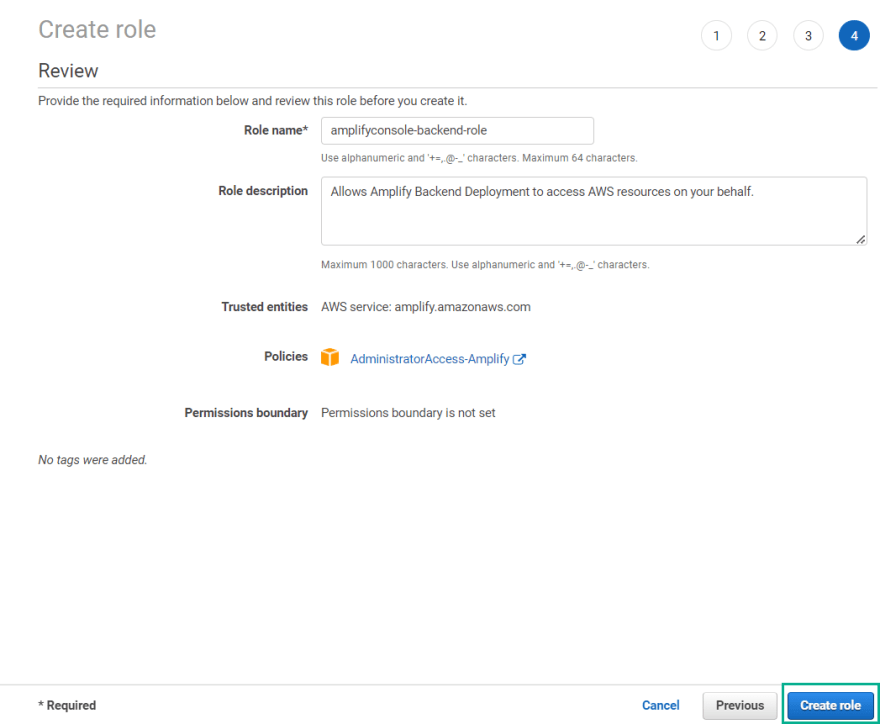 Create role
1 2 3 4
Review
Provide the required information below and review this role before you create it.
Role name* amplifyconsole-backend-role
Use alphanumeric and '+=,.@-_' characters. Maximum 64 characters.
Role description Allows Amplify Backend Deployment to access AWS resources on your behalf.
Maximum 1000 characters. Use alphanumeric and '+=,.@-_' characters.
Trusted entities AWS service: amplify.amazonaws.com
Policies AdministratorAccess-Amplify
Permissions boundary Permissions boundary is not set
No tags were added.
* Required Cancel Previous Create role